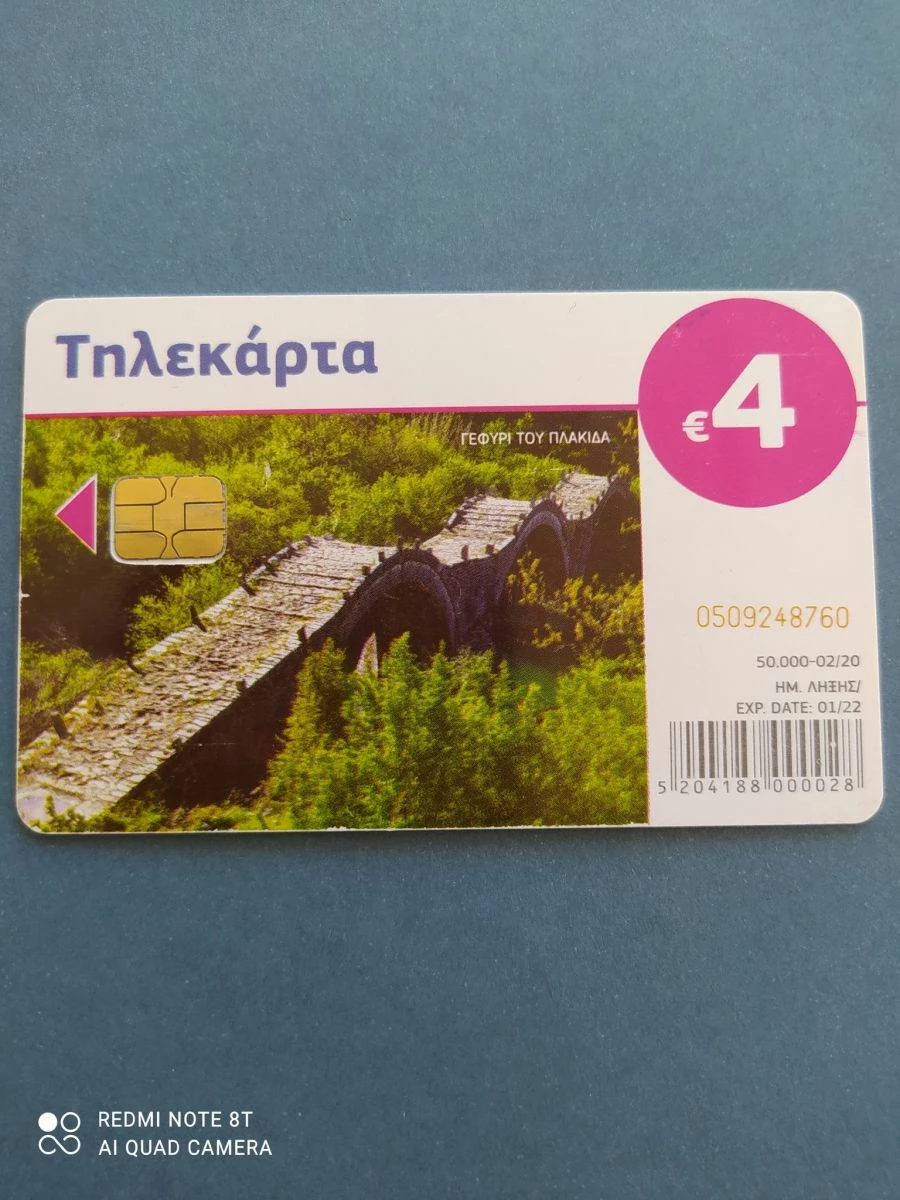 Τηλεκάρτα
€4
ΓΕΦΥΡΙ ΤΟΥ ΠΛΑΚΙΔΑ
0509248760
50.000-02/20
ΗΜ. ΛΗΞΗΣ/
EXP. DATE: 01/22
5 204188 000028
REDMI NOTE 8T
AI QUAD CAMERA